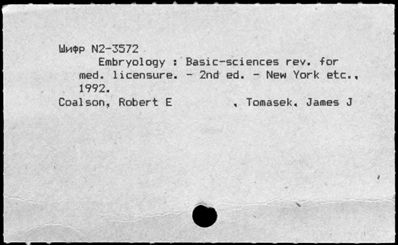 Шифр N2-3572
Embryology : Basic-sciences rev. for
med. licensure. - 2nd ed. - New York etc.,
1992.
Coalson, Robert E , Tomasek, James J